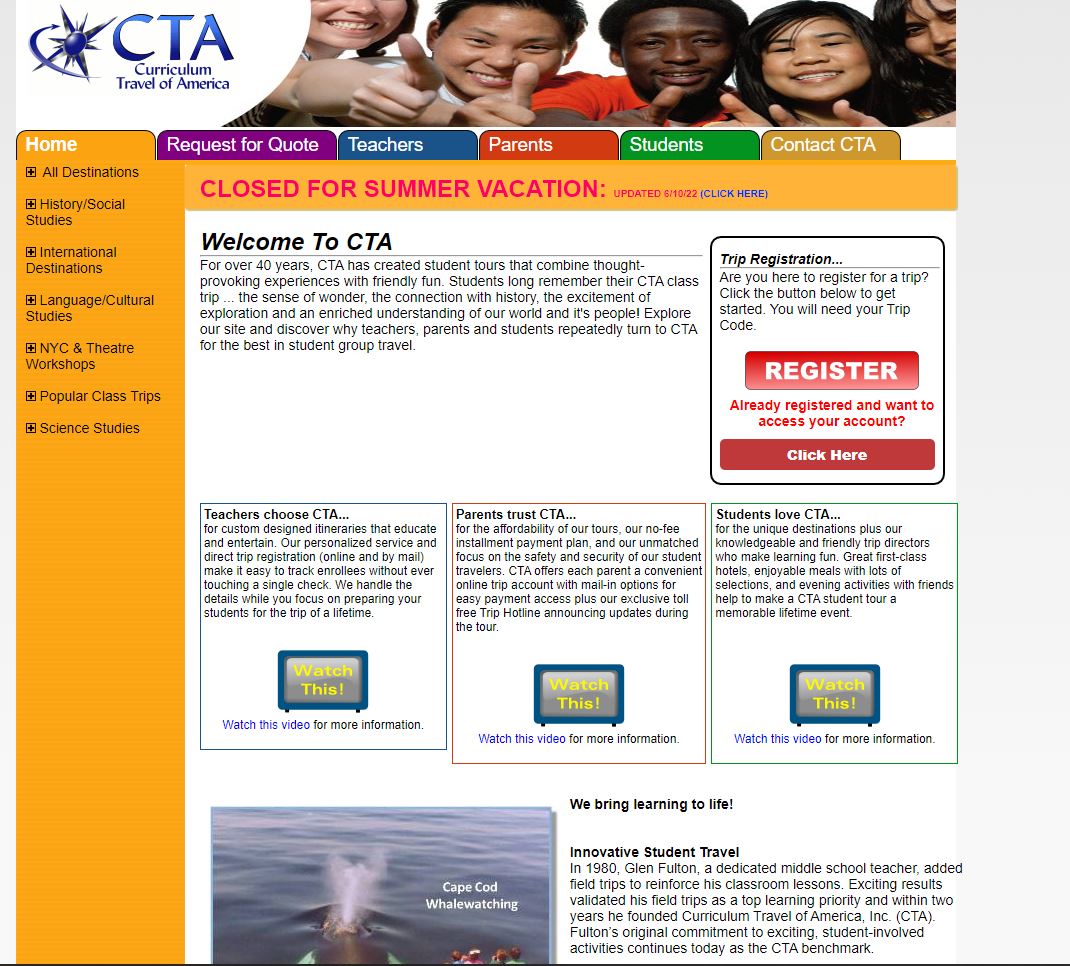 CTA
Curriculum
Travel of America
Home
Request for Quote
Teachers
Parents
Students
Contact CTA
All Destinations
History/Social
Studies
International
Destinations
Language/Cultural
Studies
NYC & Theatre
Workshops
Popular Class Trips
Science Studies
CLOSED FOR SUMMER VACATION: UPDATED 6/10/22 (CLICK HERE)
Welcome To CTA
For over 40 years, CTA has created student tours that combine thought-
provoking experiences with friendly fun. Students long remember their CTA class
trip ... the sense of wonder, the connection with history, the excitement of
exploration and an enriched understanding of our world and it's people! Explore
our site and discover why teachers, parents and students repeatedly turn to CTA
for the best in student group travel.
Trip Registration...
Are you here to register for a trip?
Click the button below to get
started. You will need your Trip
Code.
REGISTER
Already registered and want to
access your account?
Click Here
Teachers choose CTA...
for custom designed itineraries that educate
and entertain. Our personalized service and
direct trip registration (online and by mail)
make it easy to track enrollees without ever
touching a single check. We handle the
details while you focus on preparing your
students for the trip of a lifetime.
Watch
This!
Watch this video for more information.
Parents trust CTA...
for the affordability of our tours, our no-fee
installment payment plan, and our unmatched
focus on the safety and security of our student
travelers. CTA offers each parent a convenient
online trip account with mail-in options for
easy payment access plus our exclusive toll
free Trip Hotline announcing updates during
the tour.
Watch
This!
Watch this video for more information.
Students love CTA...
for the unique destinations plus our
knowledgeable and friendly trip directors
who make learning fun. Great first-class
hotels, enjoyable meals with lots of
selections, and evening activities with friends
help to make a CTA student tour a
memorable lifetime event.
Watch
This!
Watch this video for more information.
Cape Cod
Whalewatching
We bring learning to life!
Innovative Student Travel
In 1980, Glen Fulton, a dedicated middle school teacher, added
field trips to reinforce his classroom lessons. Exciting results
validated his field trips as a top learning priority and within two
years he founded Curriculum Travel of America, Inc. (CTA).
Fulton's original commitment to exciting, student-involved
activities continues today as the CTA benchmark.